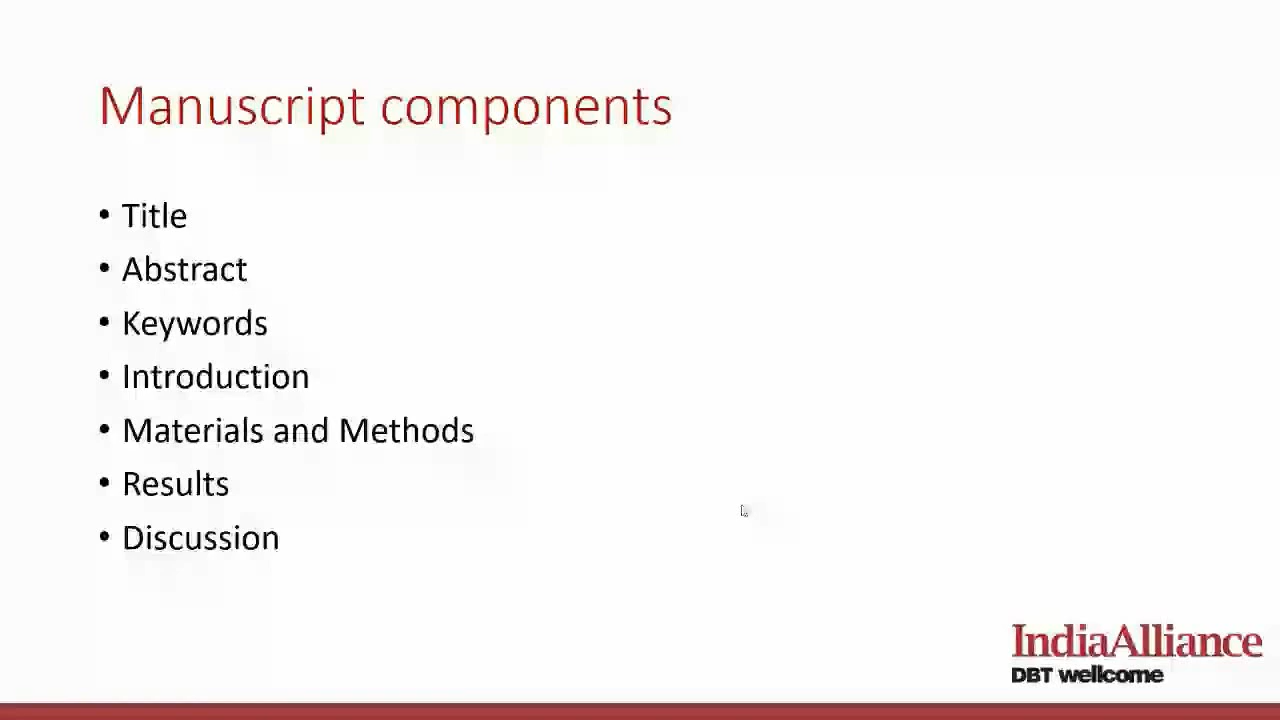 Manuscript components
• Title
• Abstract
• Keywords
• Introduction
• Materials and Methods
• Results
• Discussion
IndiaAlliance
DBT wellcome